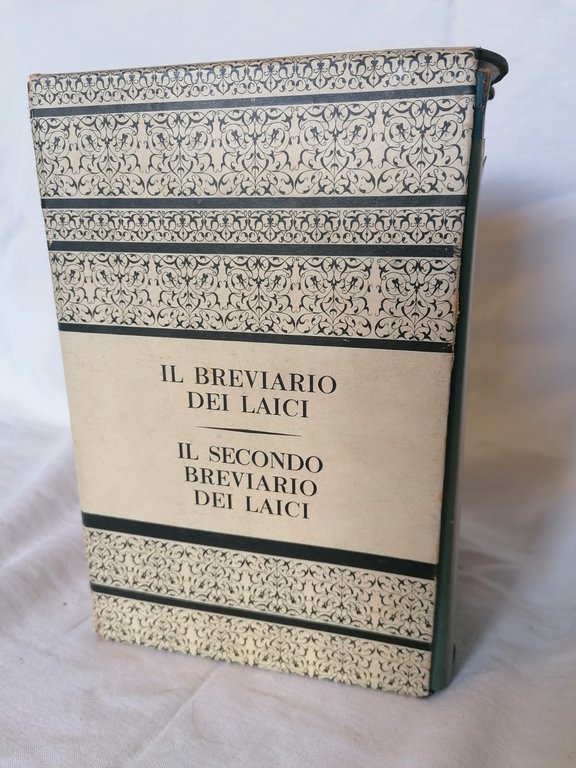 IL BREVIARIO
DEI LAICI
IL SECONDO
BREVIARIO
DEI LAICI